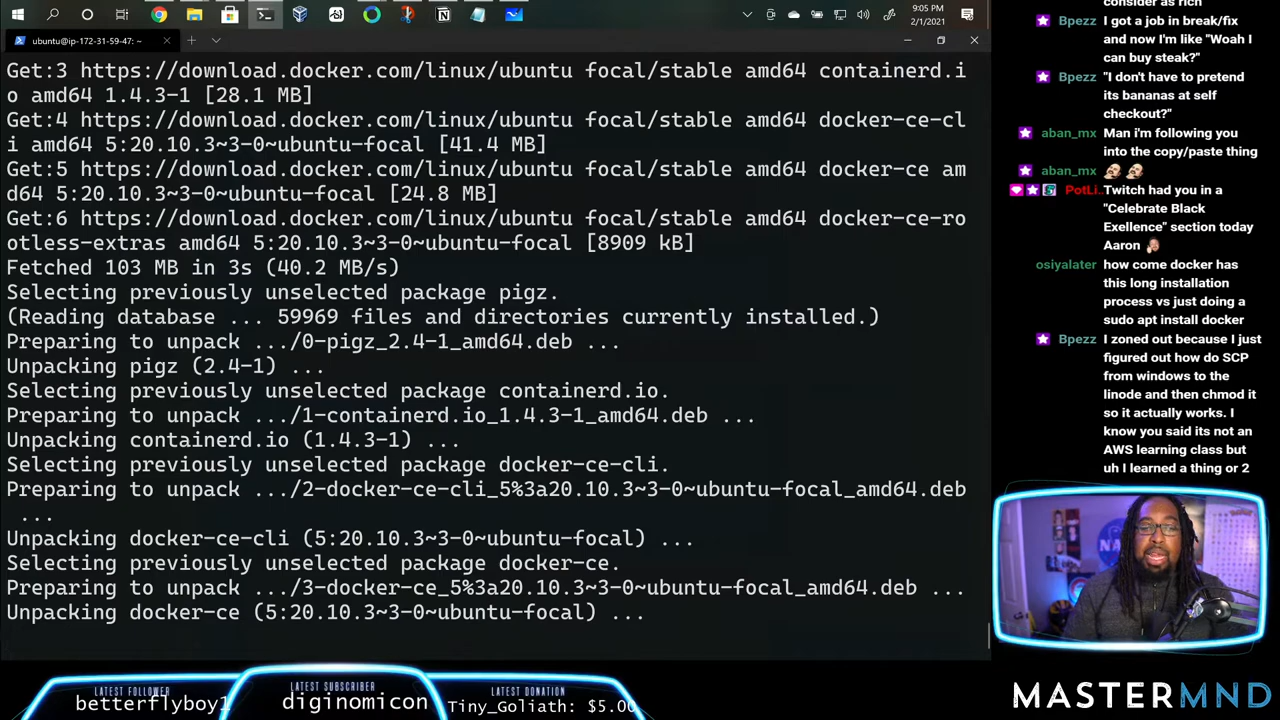 9:05 PM
2/1/2021
ubuntu@ip-172-31-59-47: ~
Get:3 https://download.docker.com/linux/ubuntu focal/stable amd64 containerd.i
o amd64 1.4.3-1 [28.1 MB]
Get:4 https://download.docker.com/linux/ubuntu focal/stable amd64 docker-ce-cl
i amd64 5:20.10.3~3-0~ubuntu-focal [41.4 MB]
Get:5 https://download.docker.com/linux/ubuntu focal/stable amd64 docker-ce am
d64 5:20.10.3~3-0~ubuntu-focal [24.8 MB]
Get:6 https://download.docker.com/linux/ubuntu focal/stable amd64 docker-ce-ro
otless-extras amd64 5:20.10.3~3-0~ubuntu-focal [8909 kB]
Fetched 103 MB in 3s (40.2 MB/s)
Selecting previously unselected package pigz.
(Reading database ... 59969 files and directories currently installed.)
Preparing to unpack .../0-pigz_2.4-1_amd64.deb ...
Unpacking pigz (2.4-1) ...
Selecting previously unselected package containerd.io.
Preparing to unpack .../1-containerd.io_1.4.3-1_amd64.deb ...
Unpacking containerd.io (1.4.3-1) ...
Selecting previously unselected package docker-ce-cli.
Preparing to unpack .../2-docker-ce-cli_5%3a20.10.3~3-0~ubuntu-focal_amd64.deb
...
Unpacking docker-ce-cli (5:20.10.3~3-0~ubuntu-focal) ...
Selecting previously unselected package docker-ce.
Preparing to unpack .../3-docker-ce_5%3a20.10.3~3-0~ubuntu-focal_amd64.deb ...
Unpacking docker-ce (5:20.10.3~3-0~ubuntu-focal) ...
consider as rich
Bpezz I got a job in break/fix
and now I'm like "Woah I
can buy steak?"
Bpezz "I don't have to pretend
its bananas at self
checkout?"
aban_mx Man i'm following you
into the copy/paste thing
aban_mx
PotLi.. Twitch had you in a
"Celebrate Black
Exellence" section today
Aaron
osiyalater how come docker has
this long installation
process vs just doing a
sudo apt install docker
Bpezz I zoned out because I just
figured out how do SCP
from windows to the
linode and then chmod it
so it actually works. I
know you said its not an
AWS learning class but
uh I learned a thing or 2
NA
LATEST FOLLOWER
betterflyboy1
LATEST SUBSCRIBER
diginomicon
LATEST DONATION
Tiny_Goliath: $5.00
MASTERMND